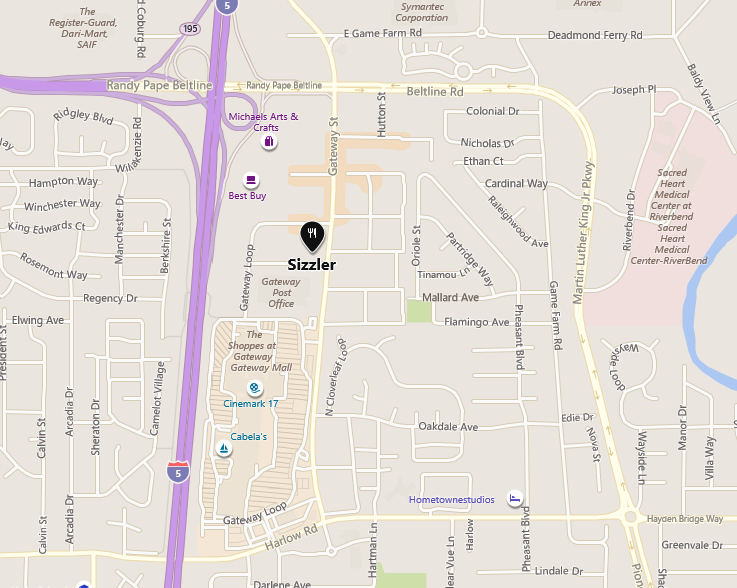 The
Register-Guard,
Dari-Mart,
SAIF
Coburg Rd
5
195
Symantec
Corporation
Annex
E Game Farm Rd
Deadmond Ferry Rd
Randy Pape Beltline
Randy Pape Beltline
Beltline Rd
Joseph Pl
Baldy View Ln
Ridgley Blvd
Willakenzie Rd
Michaels Arts &
Crafts
Gateway St
Hutton St
Colonial Dr
Nicholas Dr
Ethan Ct
Hampton Way
Best Buy
Cardinal Way
Martin Luther King Jr Pkwy
Sacred
Heart
Medical
Center at
Riverbend
Sacred
Heart
Medical
Center-RiverBend
Riverbend Dr
Winchester Way
King Edwards Ct
Manchester Dr
Berkshire St
Raleighwood Ave
Oriole St
Partridge Way
Sizzler
Rosemont Way
Gateway Loop
Gateway
Post
Office
Tinamou Ln
Regency Dr
Mallard Ave
Game Farm Rd
Pheasant Blvd
Elwing Ave
President St
Flamingo Ave
The
Shoppes at
Gateway
Gateway Mall
N Cloverleaf Loop
Wayside Loop
Cinemark 17
Camelot Village
Arcadia Dr
Sheraton Dr
Calvin St
Cabela's
Oakdale Ave
Edie Dr
Nova St
Wayside Ln
Manor Dr
Villa Way
5
Hometownestudios
Gateway Loop
Harlow Rd
Calvin St
Arcadia Dr
Hartman Ln
Harlow
Pheasant Blvd
Hayden Bridge Way
Greenvale Dr
Lindale Dr
Darlene Ave